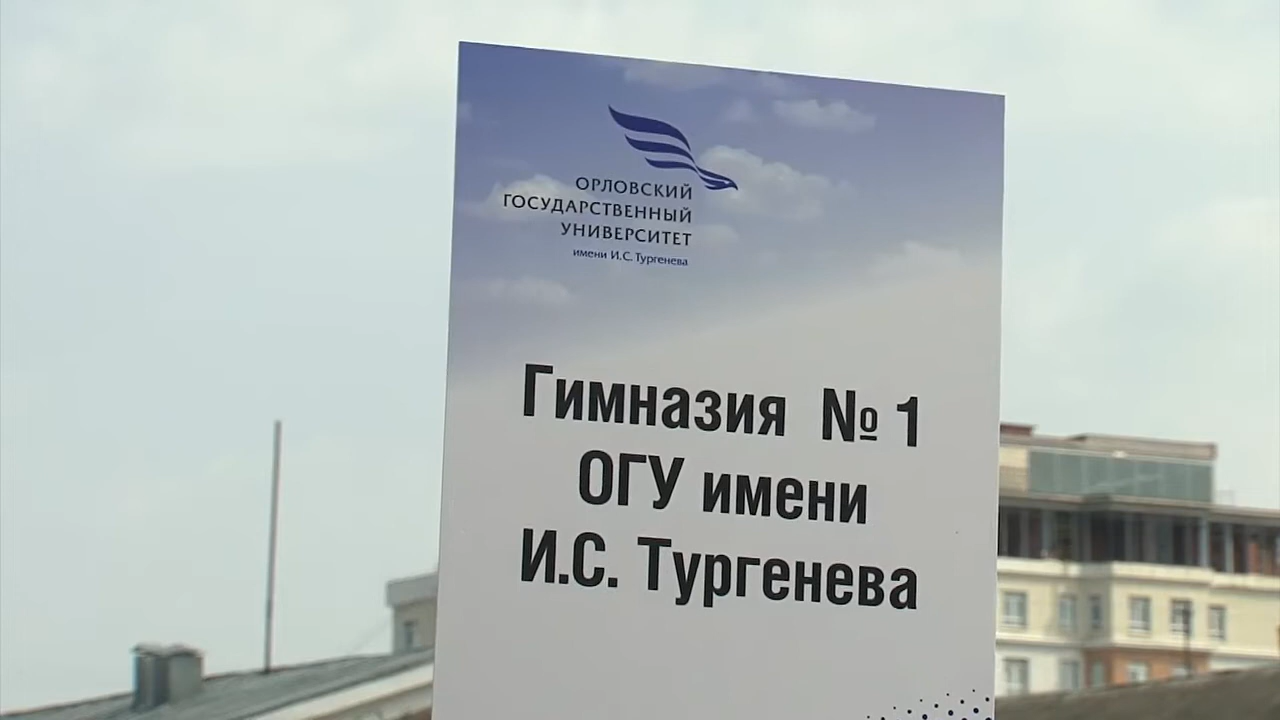 ОРЛОВСКИЙ
ГОСУДАРСТВЕННЫЙ
УНИВЕРСИТЕТ
имени И.С. Тургенева
Гимназия № 1
ОГУ имени
И.С. Тургенева